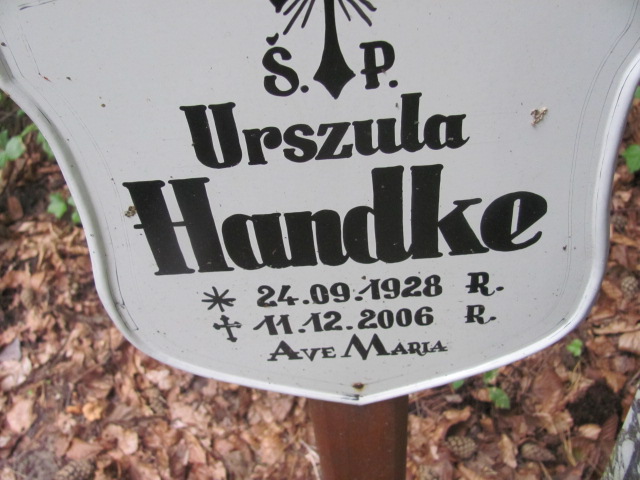 Š. P.
Urszula
Handke
* 24.09.1928 R.
✝ 11.12.2006 R.
AVE MARIA